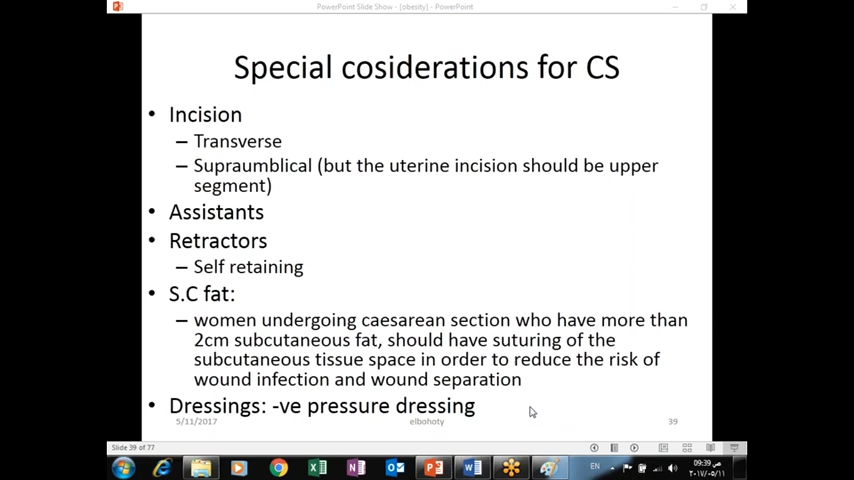 PowerPoint Slide Show - [obesity] - PowerPoint
Special cosiderations for CS
• Incision
– Transverse
– Supraumblical (but the uterine incision should be upper
segment)
• Assistants
• Retractors
– Self retaining
• S.C fat:
– women undergoing caesarean section who have more than
2cm subcutaneous fat, should have suturing of the
subcutaneous tissue space in order to reduce the risk of
wound infection and wound separation
• Dressings: -ve pressure dressing
5/11/2017 elbohoty 39
Slide 39 of 77
EN
09:39 ص
٢٠١٧/٠٥/١١